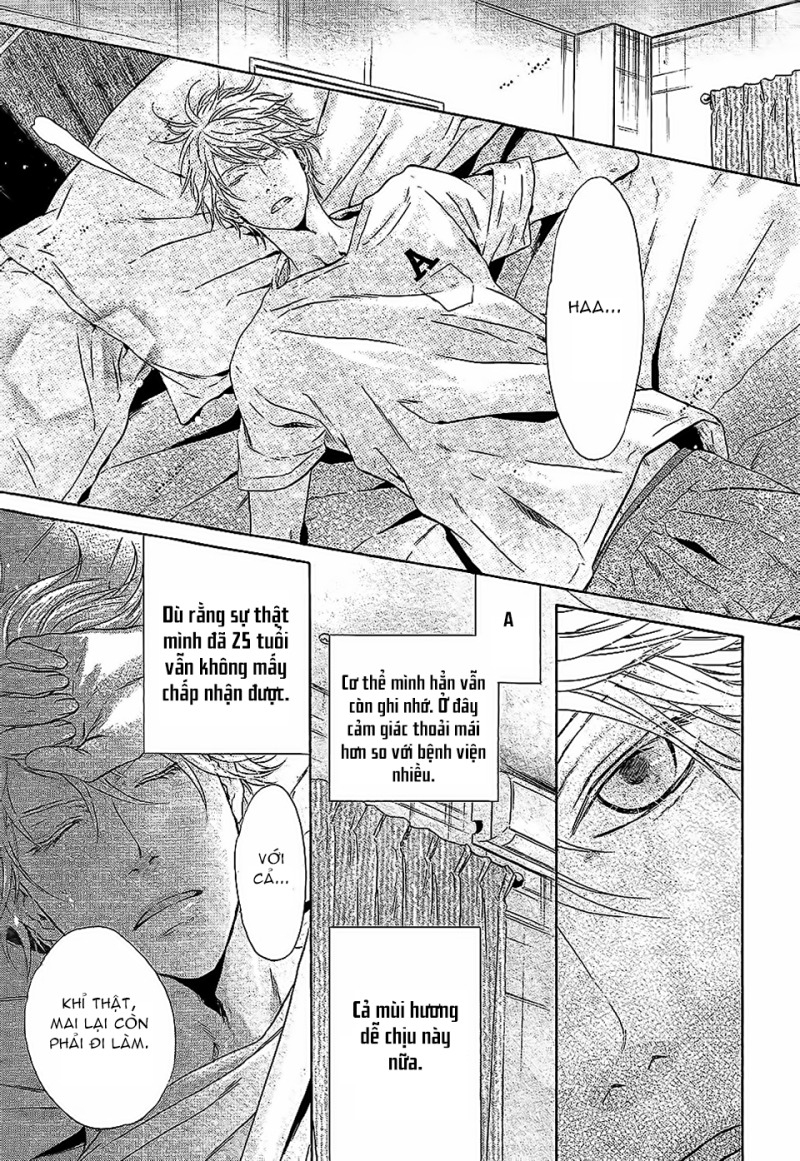 A
HAA...
A
Cơ thể mình hẳn vẫn
còn ghi nhớ. Ở đây
cảm giác thoải mái
hơn so với bệnh viện
nhiều.
Cả mùi hương
dễ chịu này
nữa.
Dù rằng sự thật
mình đã 25 tuổi
vẫn không mấy
chấp nhận được.
VỚI
CẢ...
KHỈ THẬT,
MAI LẠI CÒN
PHẢI ĐI LÀM.